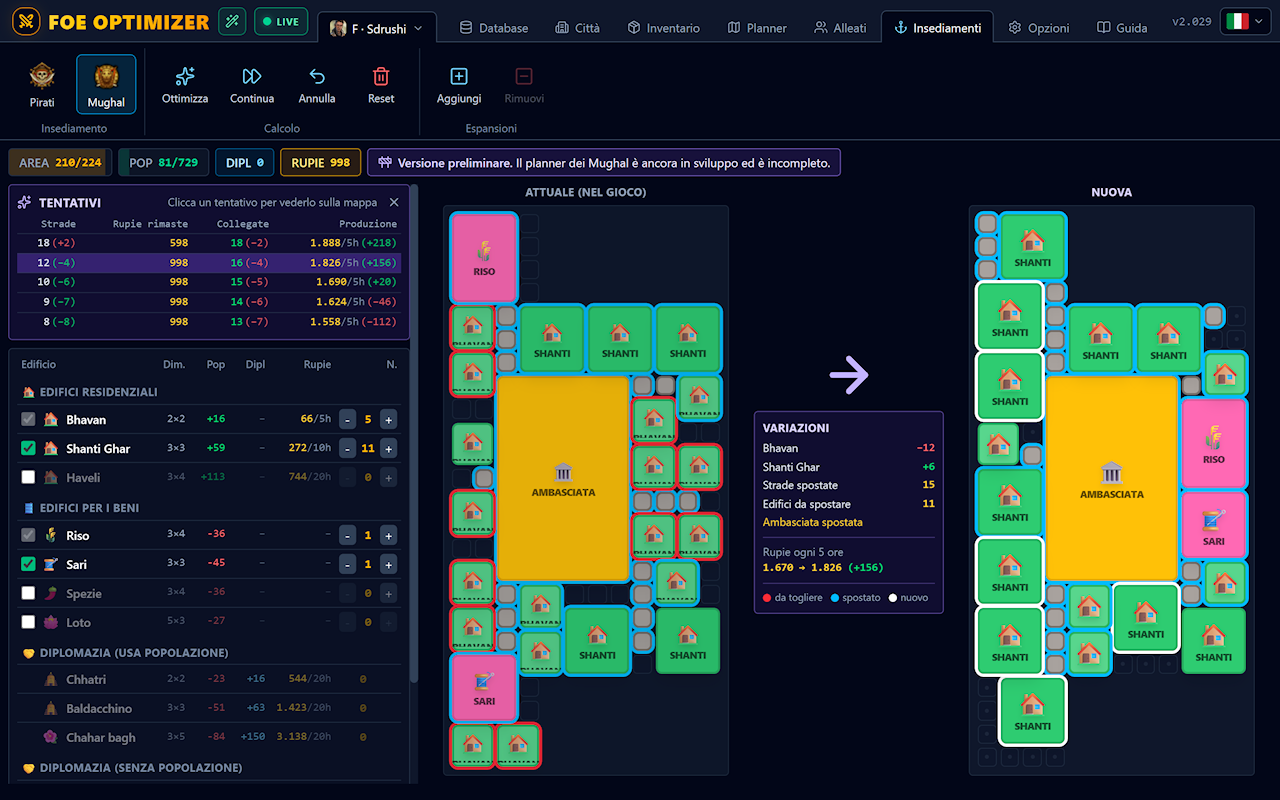 FOE OPTIMIZER
LIVE
F · Sdrushi
Database
Città
Inventario
Planner
Alleati
Insediamenti
Opzioni
Guida
v2.029
Pirati
Mughal
Ottimizza
Continua
Annulla
Reset
Aggiungi
Rimuovi
Insediamento
Calcolo
Espansioni
AREA 210/224
POP 81/729
DIPL 0
RUPIE 998
Versione preliminare. Il planner dei Mughal è ancora in sviluppo ed è incompleto.
TENTATIVI
Clicca un tentativo per vederlo sulla mappa
Strade Rupie rimaste Collegate Produzione
18 (+2) 598 18 (-2) 1.888/5h (+218)
12 (-4) 998 16 (-4) 1.826/5h (+156)
10 (-6) 998 15 (-5) 1.690/5h (+20)
9 (-7) 998 14 (-6) 1.624/5h (-46)
8 (-8) 998 13 (-7) 1.558/5h (-112)
Edificio Dim. Pop Dipl Rupie N.
EDIFICI RESIDENZIALI
Bhavan 2×2 +16 – 66/5h - 5 +
Shanti Ghar 3×3 +59 – 272/10h - 11 +
Haveli 3×4 +113 – 744/20h - 0 +
EDIFICI PER I BENI
Riso 3×4 -36 – – - 1 +
Sari 3×3 -45 – – - 1 +
Spezie 3×4 -36 – – - 0 +
Loto 5×3 -27 – – - 0 +
DIPLOMAZIA (USA POPOLAZIONE)
Chhatri 2×2 -23 +16 544/20h 0
Baldacchino 3×3 -51 +63 1.423/20h 0
Chahar bagh 3×5 -84 +150 3.138/20h 0
DIPLOMAZIA (SENZA POPOLAZIONE)
ATTUALE (NEL GIOCO)
RISO
SHANTI
SHANTI
SHANTI
AMBASCIATA
SHANTI
SHANTI
SARI
VARIAZIONI
Bhavan −12
Shanti Ghar +6
Strade spostate 15
Edifici da spostare 11
Ambasciata spostata
Rupie ogni 5 ore
1.670 → 1.826 (+156)
da togliere
spostato
nuovo
NUOVA
SHANTI
SHANTI
SHANTI
SHANTI
SHANTI
RISO
AMBASCIATA
SHANTI
SARI
SHANTI
SHANTI
SHANTI
SHANTI
SHANTI